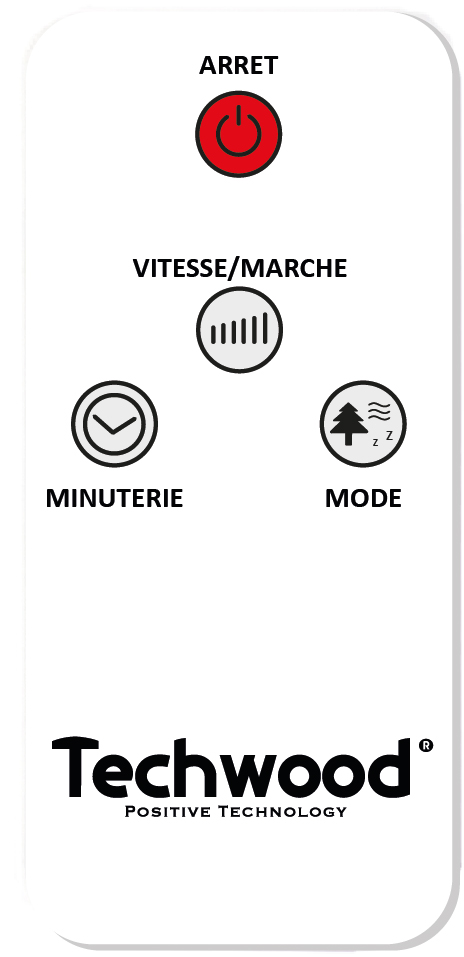 ARRET
VITESSE/MARCHE
z z
MINUTERIE
MODE
Techwood®
POSITIVE TECHNOLOGY